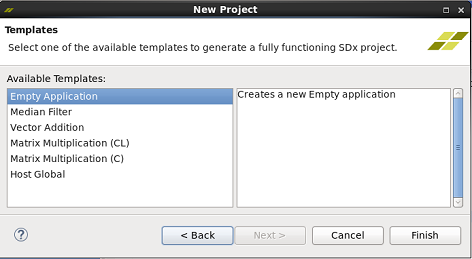 New Project
Templates
Select one of the available templates to generate a fully functioning SDx project.
Available Templates:
Empty Application
Creates a new Empty application
Median Filter
Vector Addition
Matrix Multiplication (CL)
Matrix Multiplication (C)
Host Global
?
< Back
Next >
Cancel
Finish